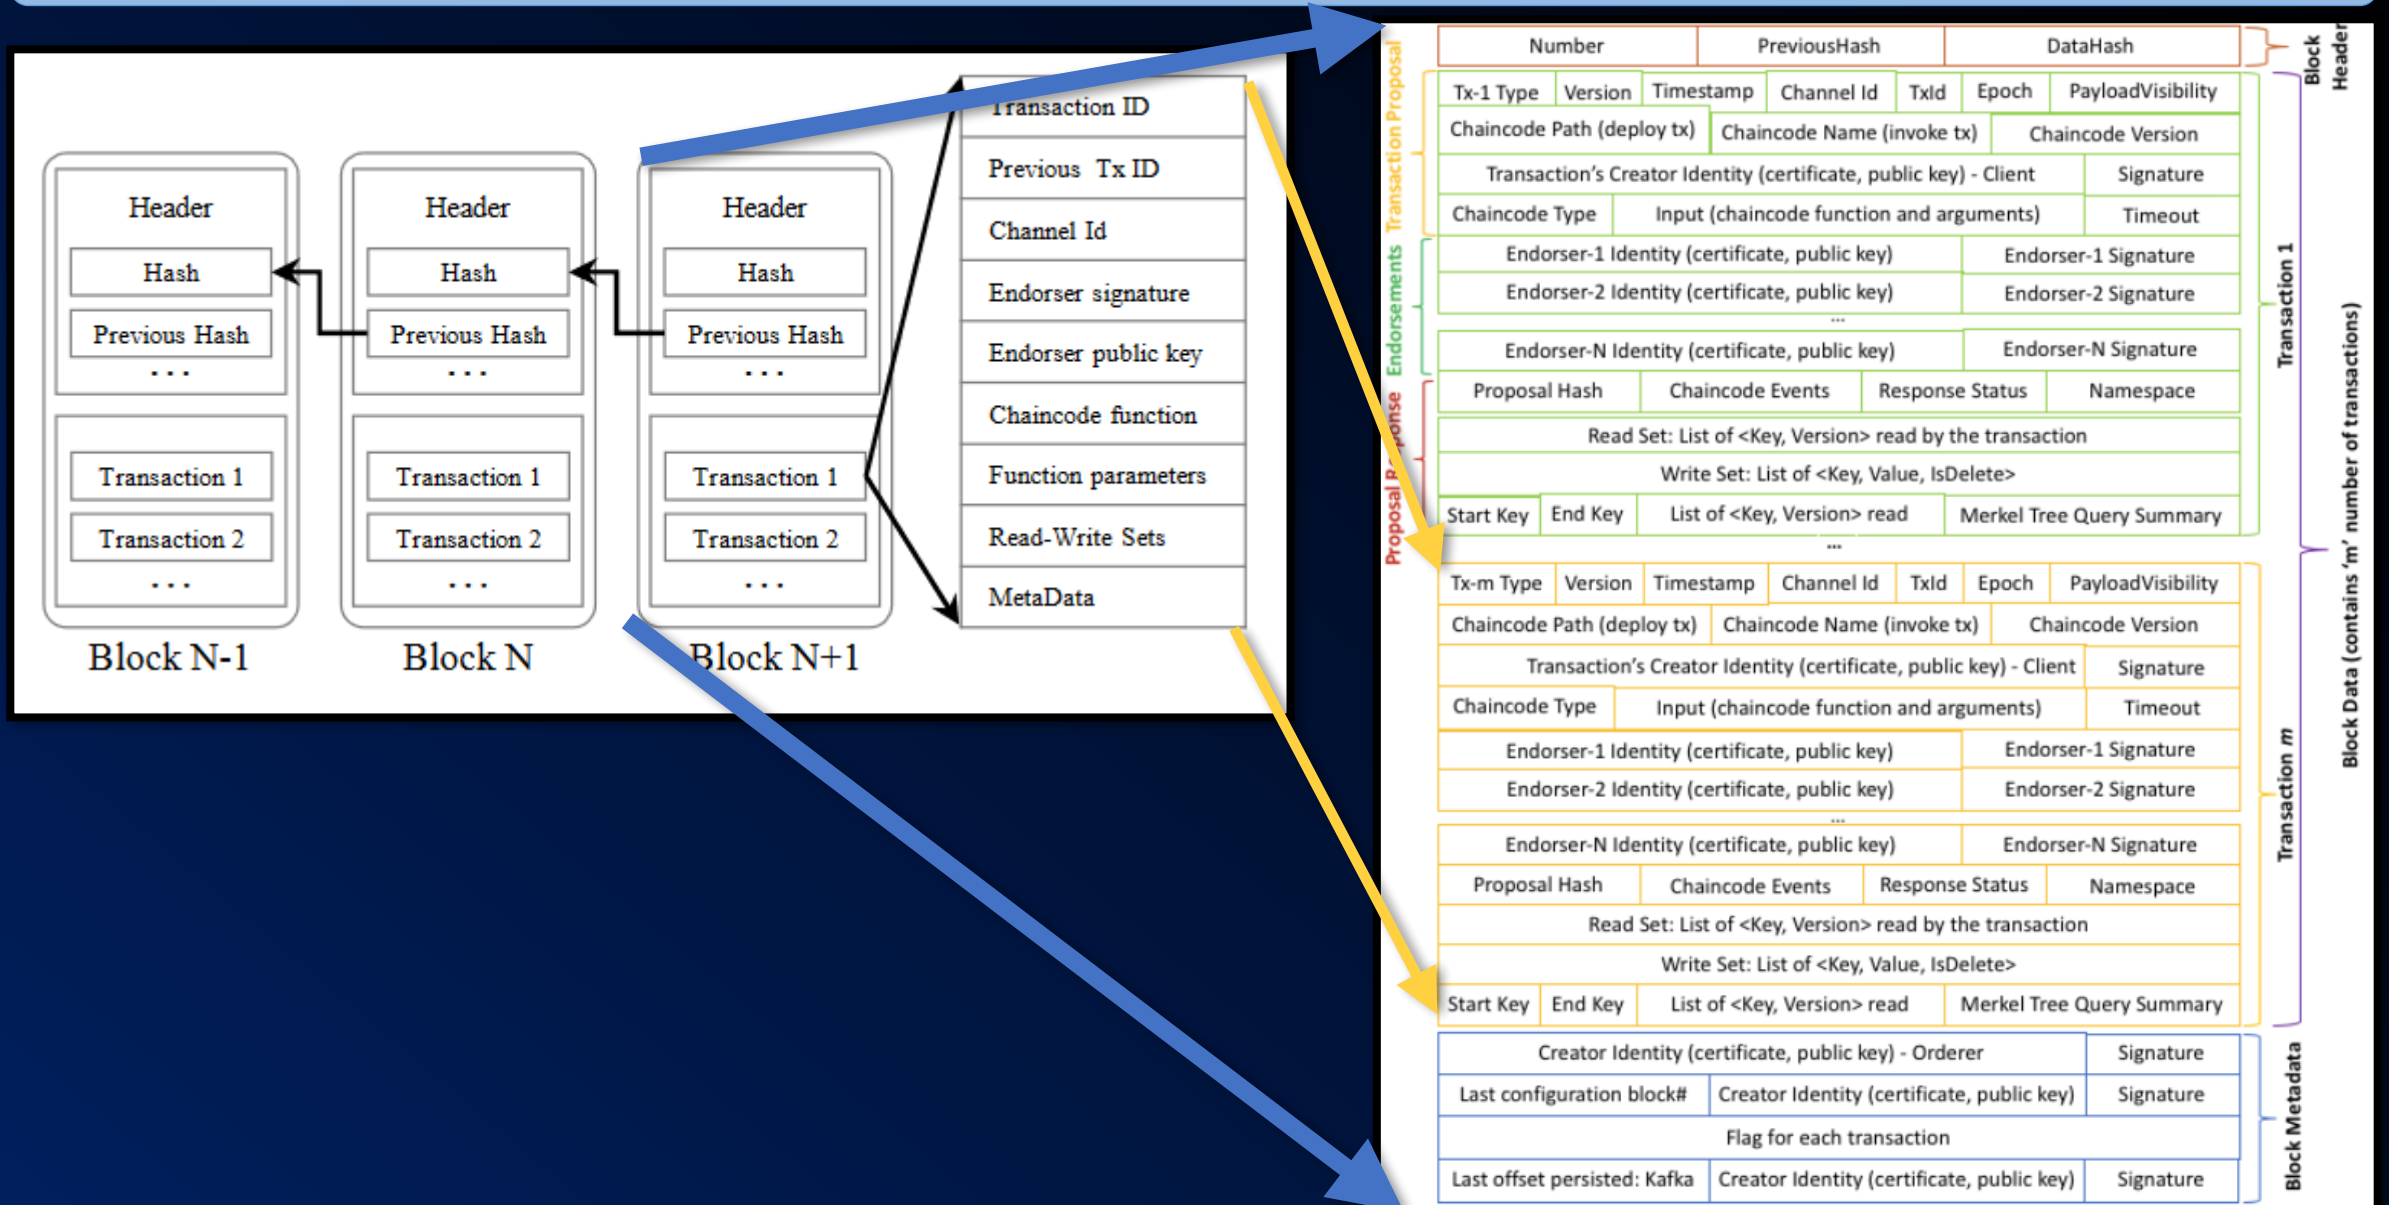 Header
Hash
Previous Hash
...
Transaction 1
Transaction 2
...
Block N-1
Header
Hash
Previous Hash
...
Transaction 1
Transaction 2
...
Block N
Header
Hash
Previous Hash
...
Transaction 1
Transaction 2
...
Block N+1
Transaction ID
Previous Tx ID
Channel Id
Endorser signature
Endorser public key
Chaincode function
Function parameters
Read-Write Sets
MetaData
Number PreviousHash DataHash
Block Header
Transaction Proposal
Tx-1 Type Version Timestamp Channel Id TxId Epoch PayloadVisibility
Chaincode Path (deploy tx) Chaincode Name (invoke tx) Chaincode Version
Transaction's Creator Identity (certificate, public key) - Client Signature
Chaincode Type Input (chaincode function and arguments) Timeout
Endorsements
Endorser-1 Identity (certificate, public key) Endorser-1 Signature
Endorser-2 Identity (certificate, public key) Endorser-2 Signature
...
Endorser-N Identity (certificate, public key) Endorser-N Signature
Proposal Response
Proposal Hash Chaincode Events Response Status Namespace
Read Set: List of <Key, Version> read by the transaction
Write Set: List of <Key, Value, IsDelete>
Start Key End Key List of <Key, Version> read Merkel Tree Query Summary
Transaction 1
...
Tx-m Type Version Timestamp Channel Id TxId Epoch PayloadVisibility
Chaincode Path (deploy tx) Chaincode Name (invoke tx) Chaincode Version
Transaction's Creator Identity (certificate, public key) - Client Signature
Chaincode Type Input (chaincode function and arguments) Timeout
Endorser-1 Identity (certificate, public key) Endorser-1 Signature
Endorser-2 Identity (certificate, public key) Endorser-2 Signature
...
Endorser-N Identity (certificate, public key) Endorser-N Signature
Proposal Hash Chaincode Events Response Status Namespace
Read Set: List of <Key, Version> read by the transaction
Write Set: List of <Key, Value, IsDelete>
Start Key End Key List of <Key, Version> read Merkel Tree Query Summary
Transaction m
Block Data (contains 'm' number of transactions)
Creator Identity (certificate, public key) - Orderer Signature
Last configuration block# Creator Identity (certificate, public key) Signature
Flag for each transaction
Last offset persisted: Kafka Creator Identity (certificate, public key) Signature
Block Metadata